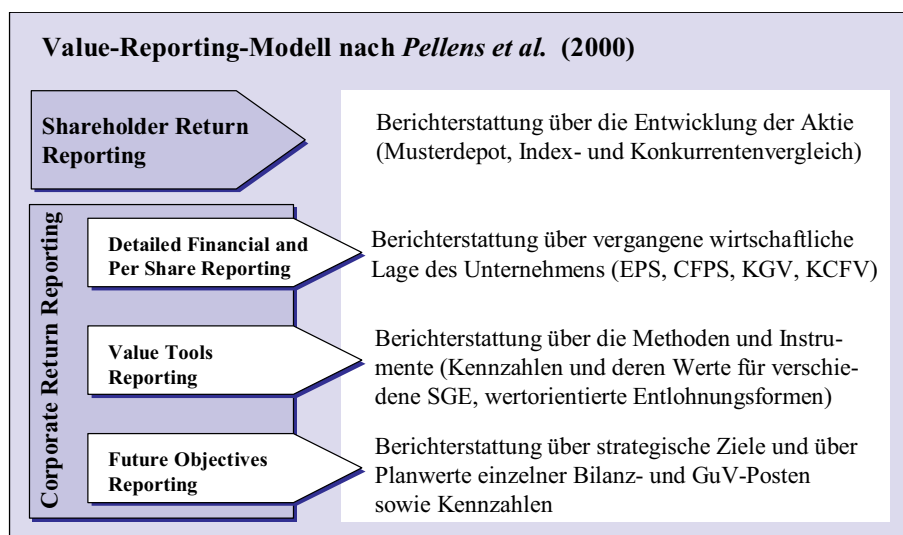 Value-Reporting-Modell nach Pellens et al. (2000)
Shareholder Return
Reporting
Berichterstattung über die Entwicklung der Aktie
(Musterdepot, Index- und Konkurrentenvergleich)
Corporate Return Reporting
Detailed Financial and
Per Share Reporting
Berichterstattung über vergangene wirtschaftliche
Lage des Unternehmens (EPS, CFPS, KGV, KCFV)
Value Tools
Reporting
Berichterstattung über die Methoden und Instru-
mente (Kennzahlen und deren Werte für verschie-
dene SGE, wertorientierte Entlohnungsformen)
Future Objectives
Reporting
Berichterstattung über strategische Ziele und über
Planwerte einzelner Bilanz- und GuV-Posten
sowie Kennzahlen